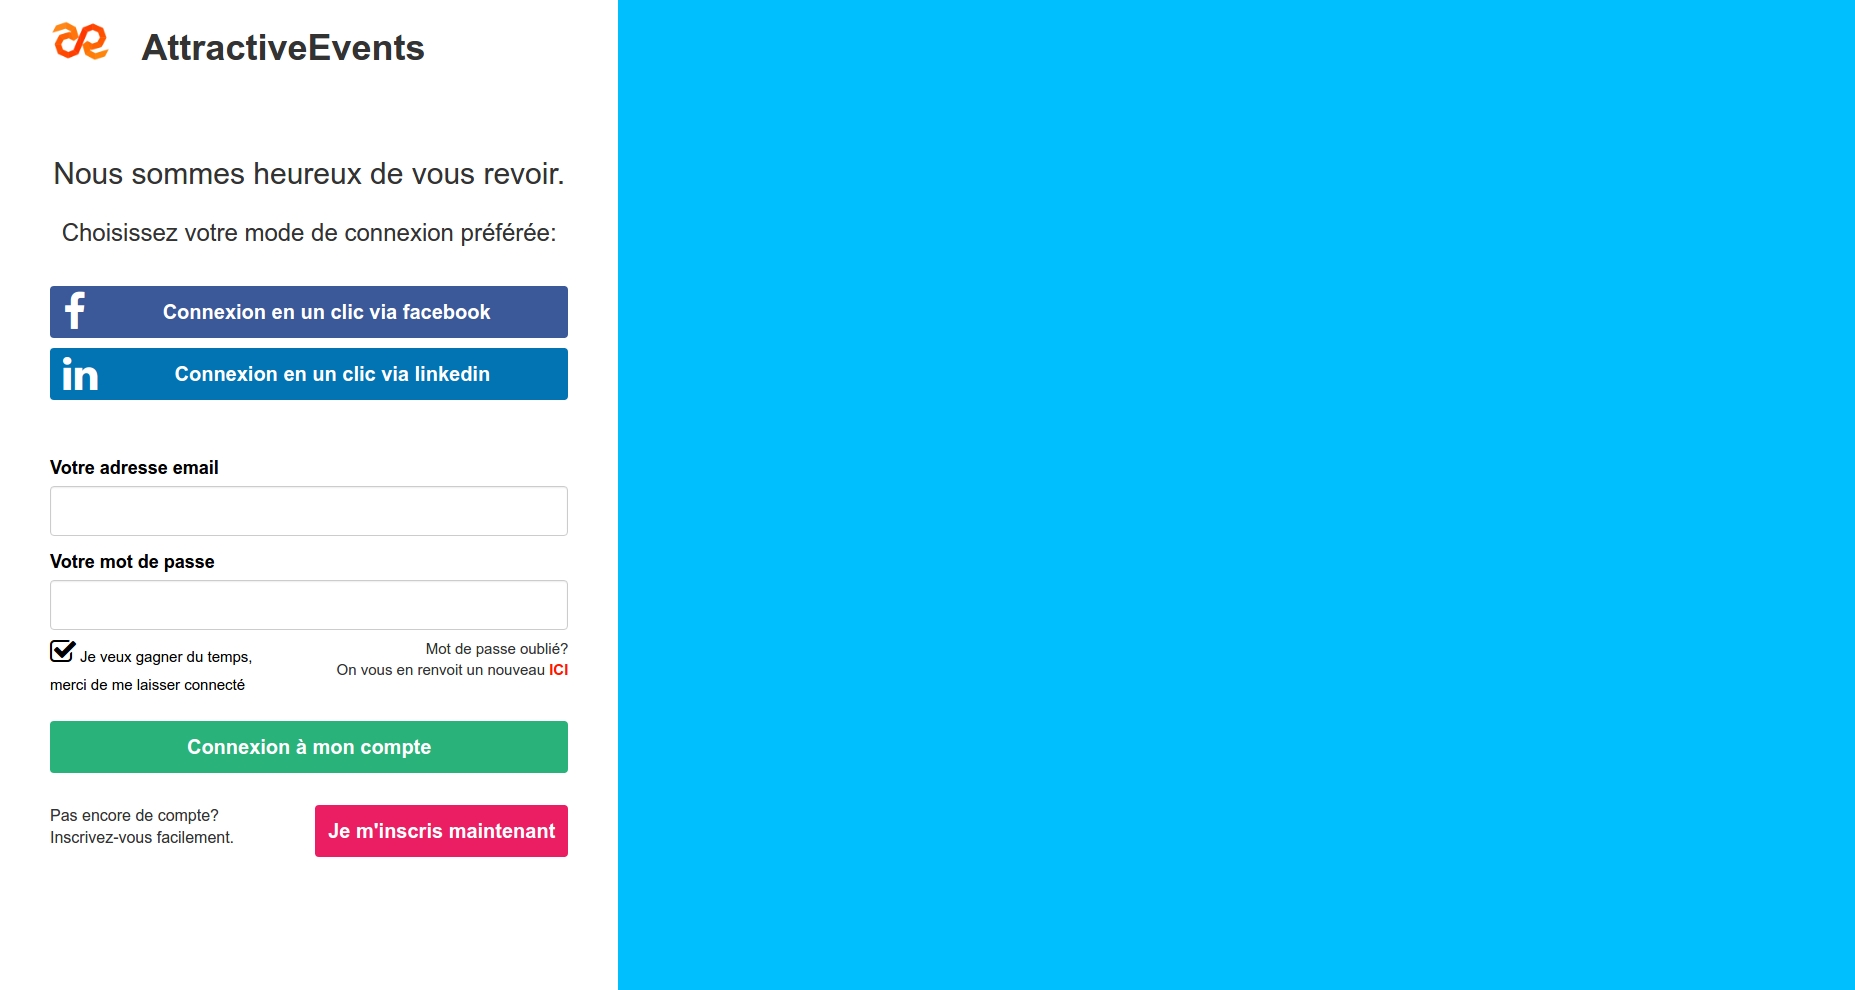 AttractiveEvents
Nous sommes heureux de vous revoir.
Choisissez votre mode de connexion préférée:
Connexion en un clic via facebook
Connexion en un clic via linkedin
Votre adresse email
Votre mot de passe
Je veux gagner du temps,
merci de me laisser connecté
Mot de passe oublié?
On vous en renvoit un nouveau ICI
Connexion à mon compte
Pas encore de compte?
Inscrivez-vous facilement.
Je m'inscris maintenant